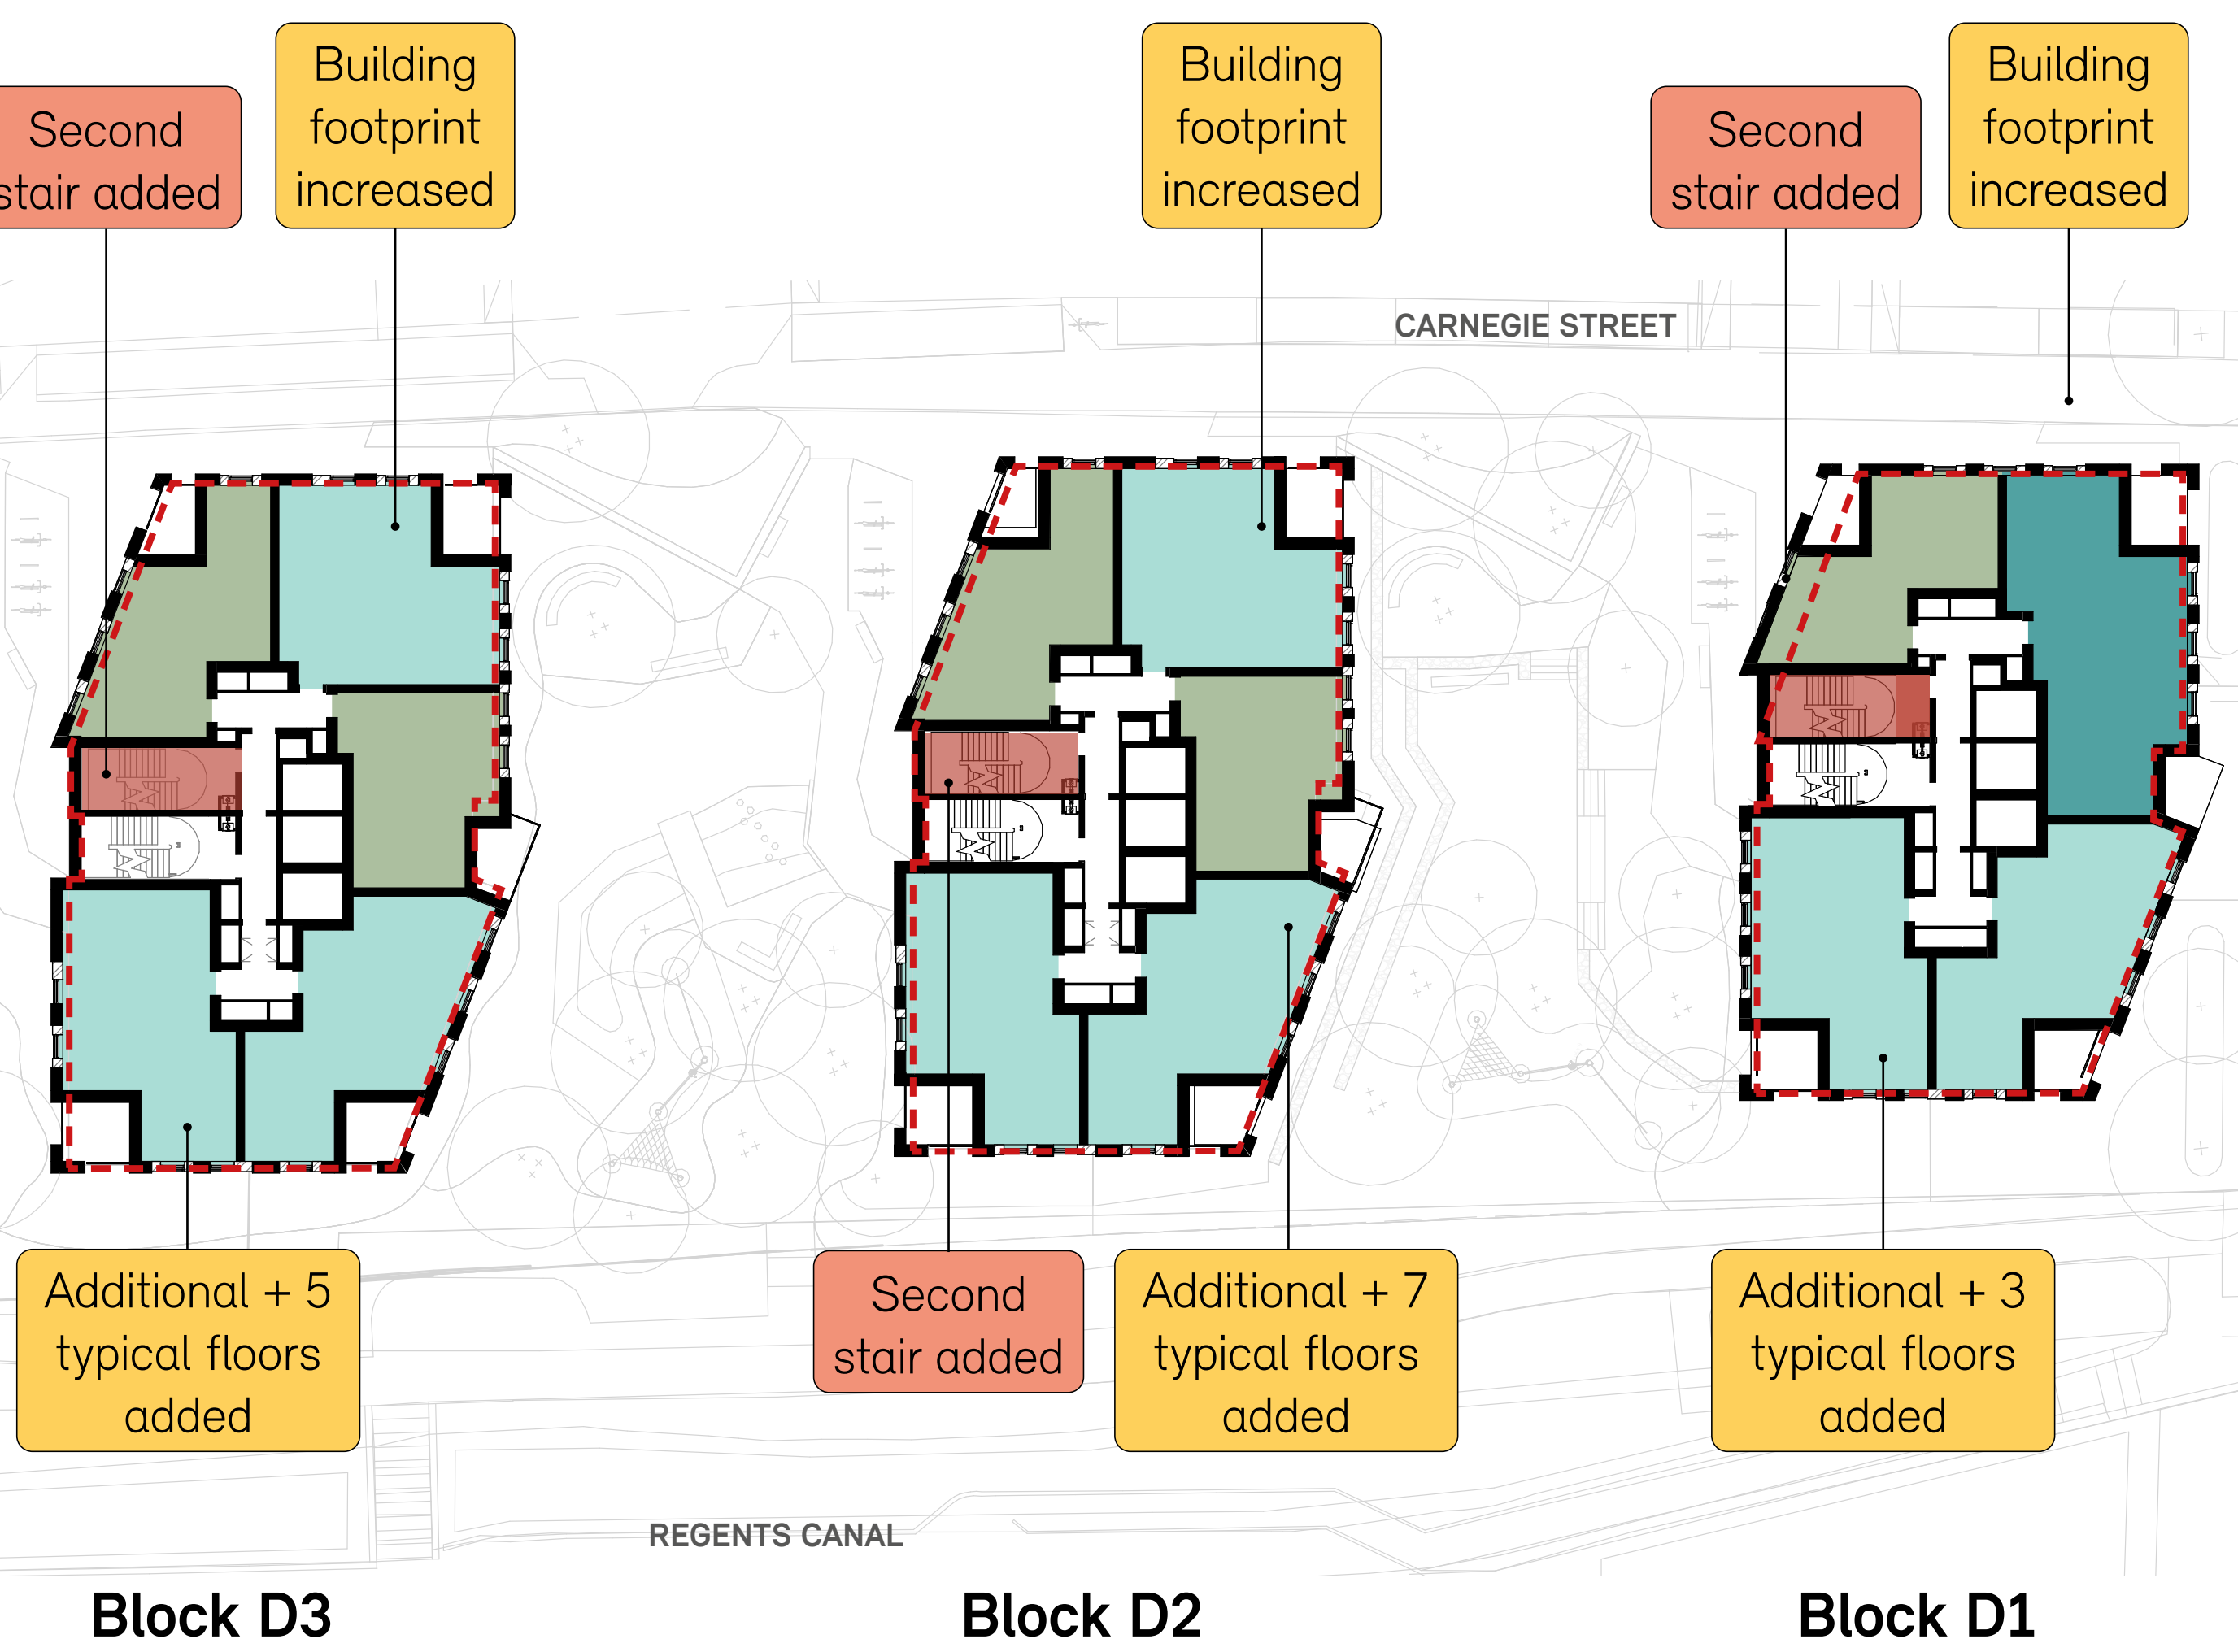 Building
footprint
increased
Building
footprint
increased
Building
footprint
increased
Second
stair added
Second
stair added
CARNEGIE STREET
Additional + 5
typical floors
added
Second
stair added
Additional + 7
typical floors
added
Additional + 3
typical floors
added
REGENTS CANAL
Block D3
Block D2
Block D1